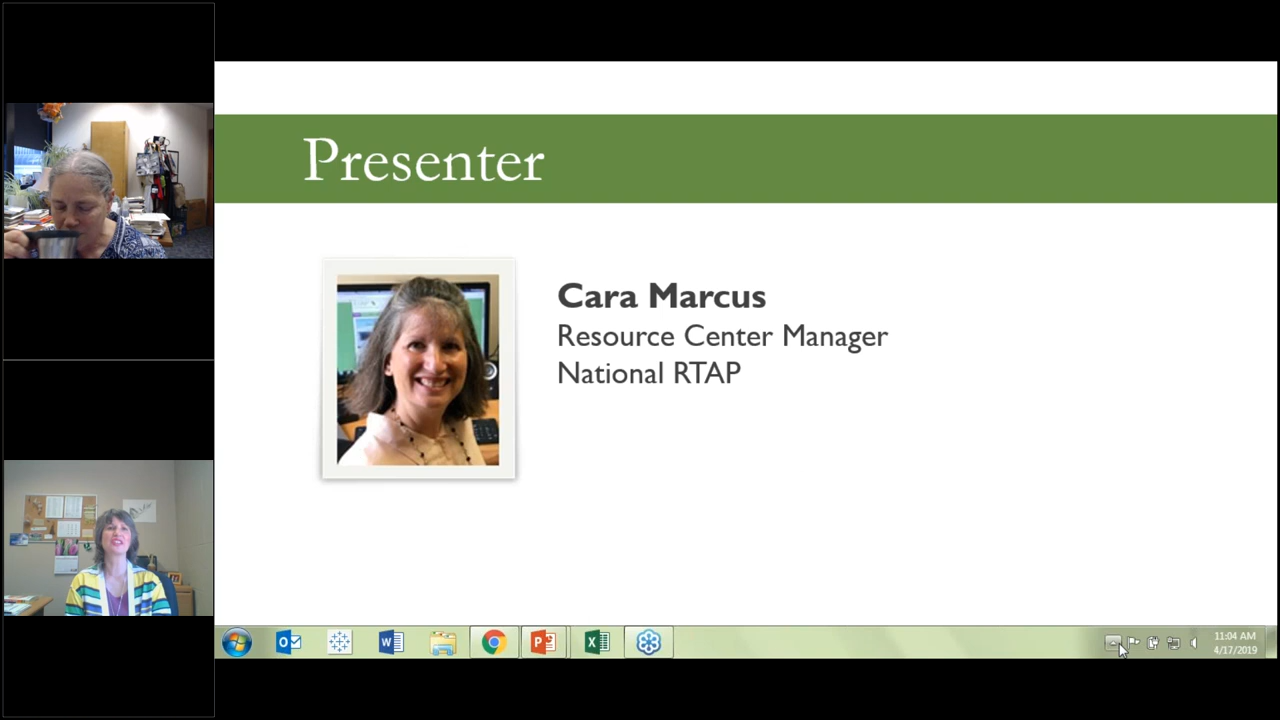 Presenter
Cara Marcus
Resource Center Manager
National RTAP
11:04 AM
4/17/2019